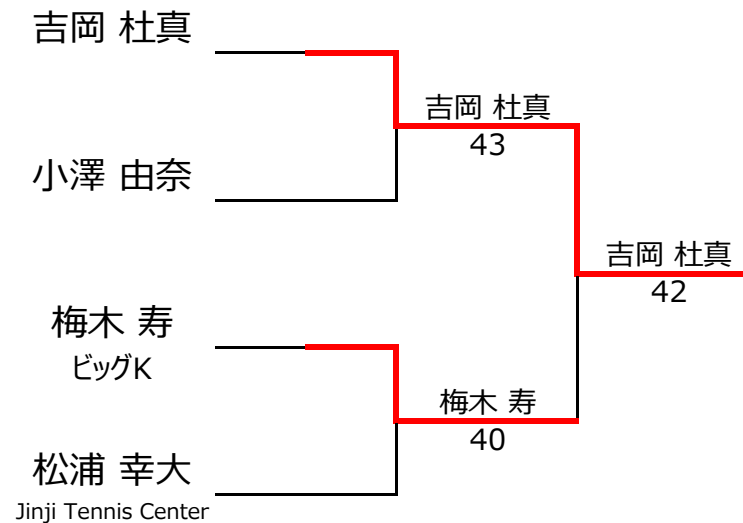 吉岡 杜真
吉岡 杜真
43
小澤 由奈
吉岡 杜真
42
梅木 寿
ビッグK
梅木 寿
40
松浦 幸大
Jinji Tennis Center